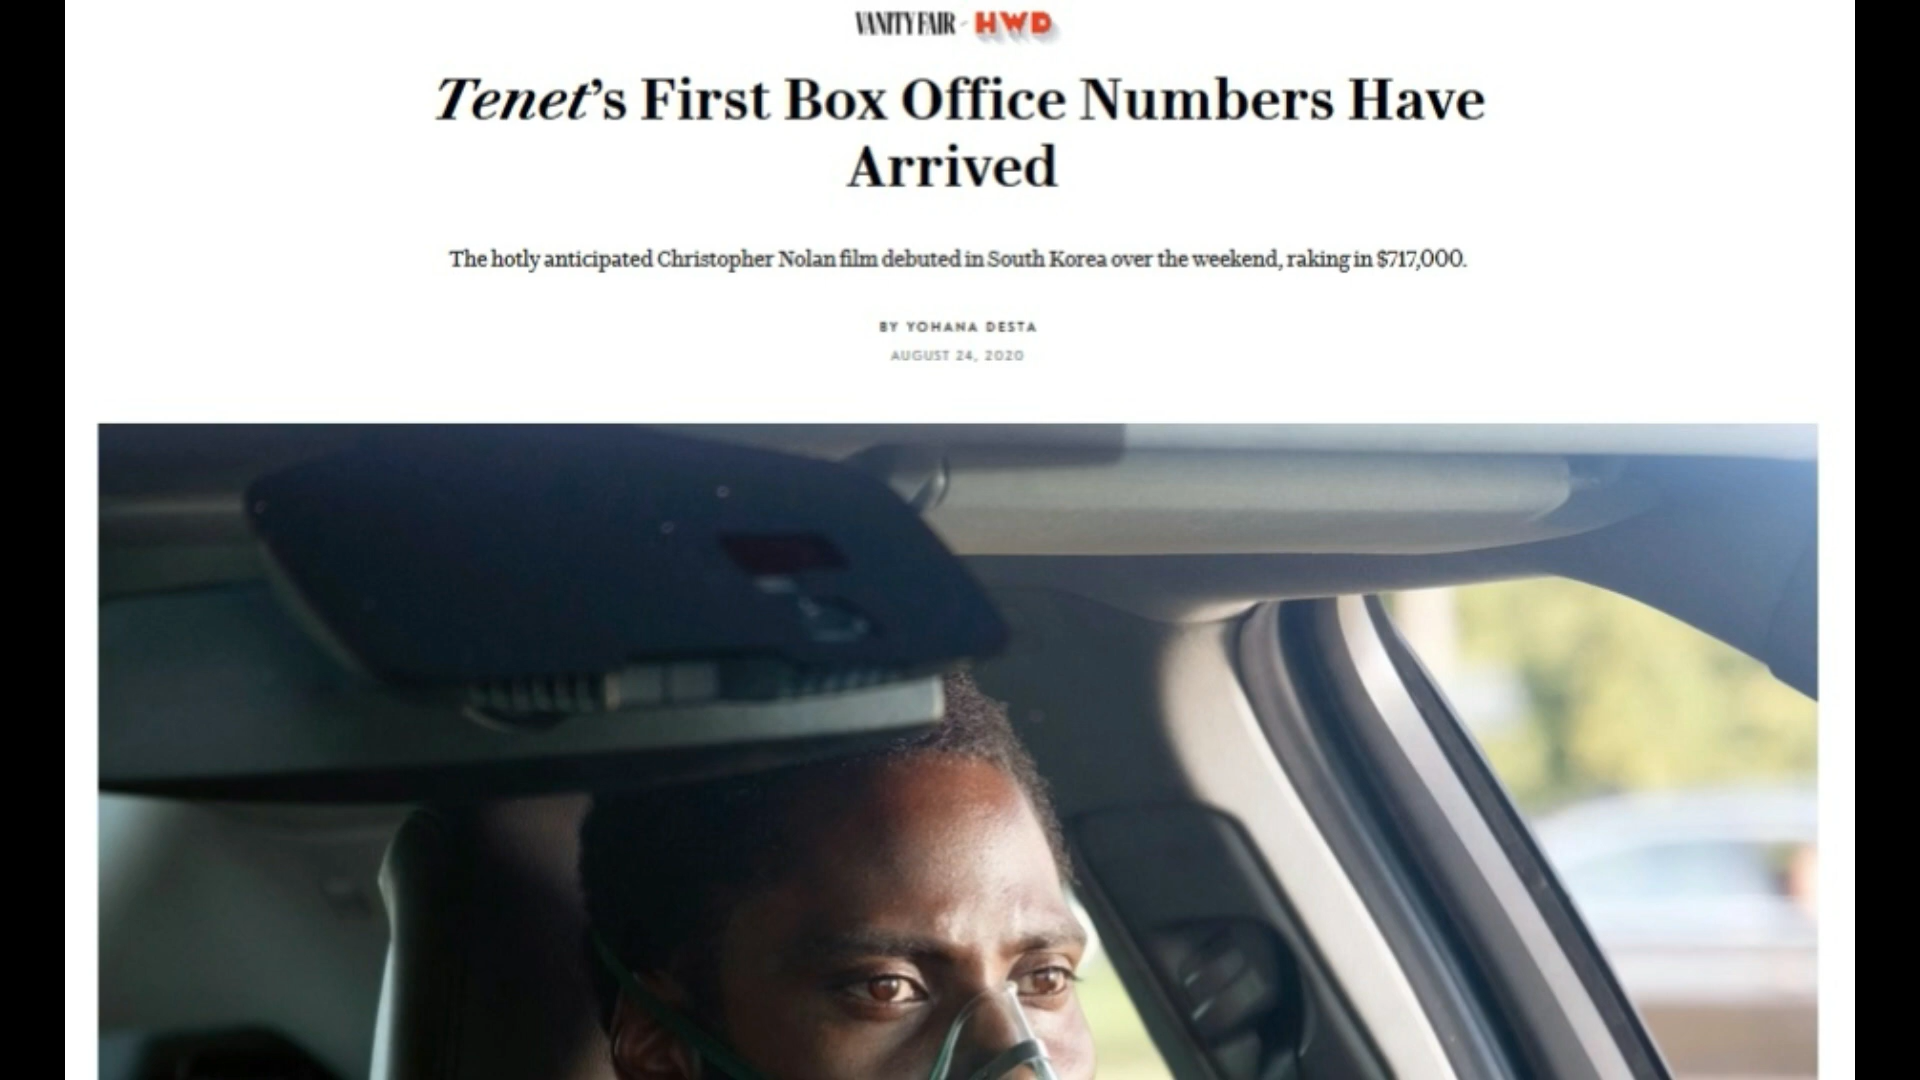 VANITY FAIR - HWD
Tenet’s First Box Office Numbers Have
Arrived
The hotly anticipated Christopher Nolan film debuted in South Korea over the weekend, raking in $717,000.
BY YOHANA DESTA
AUGUST 24, 2020